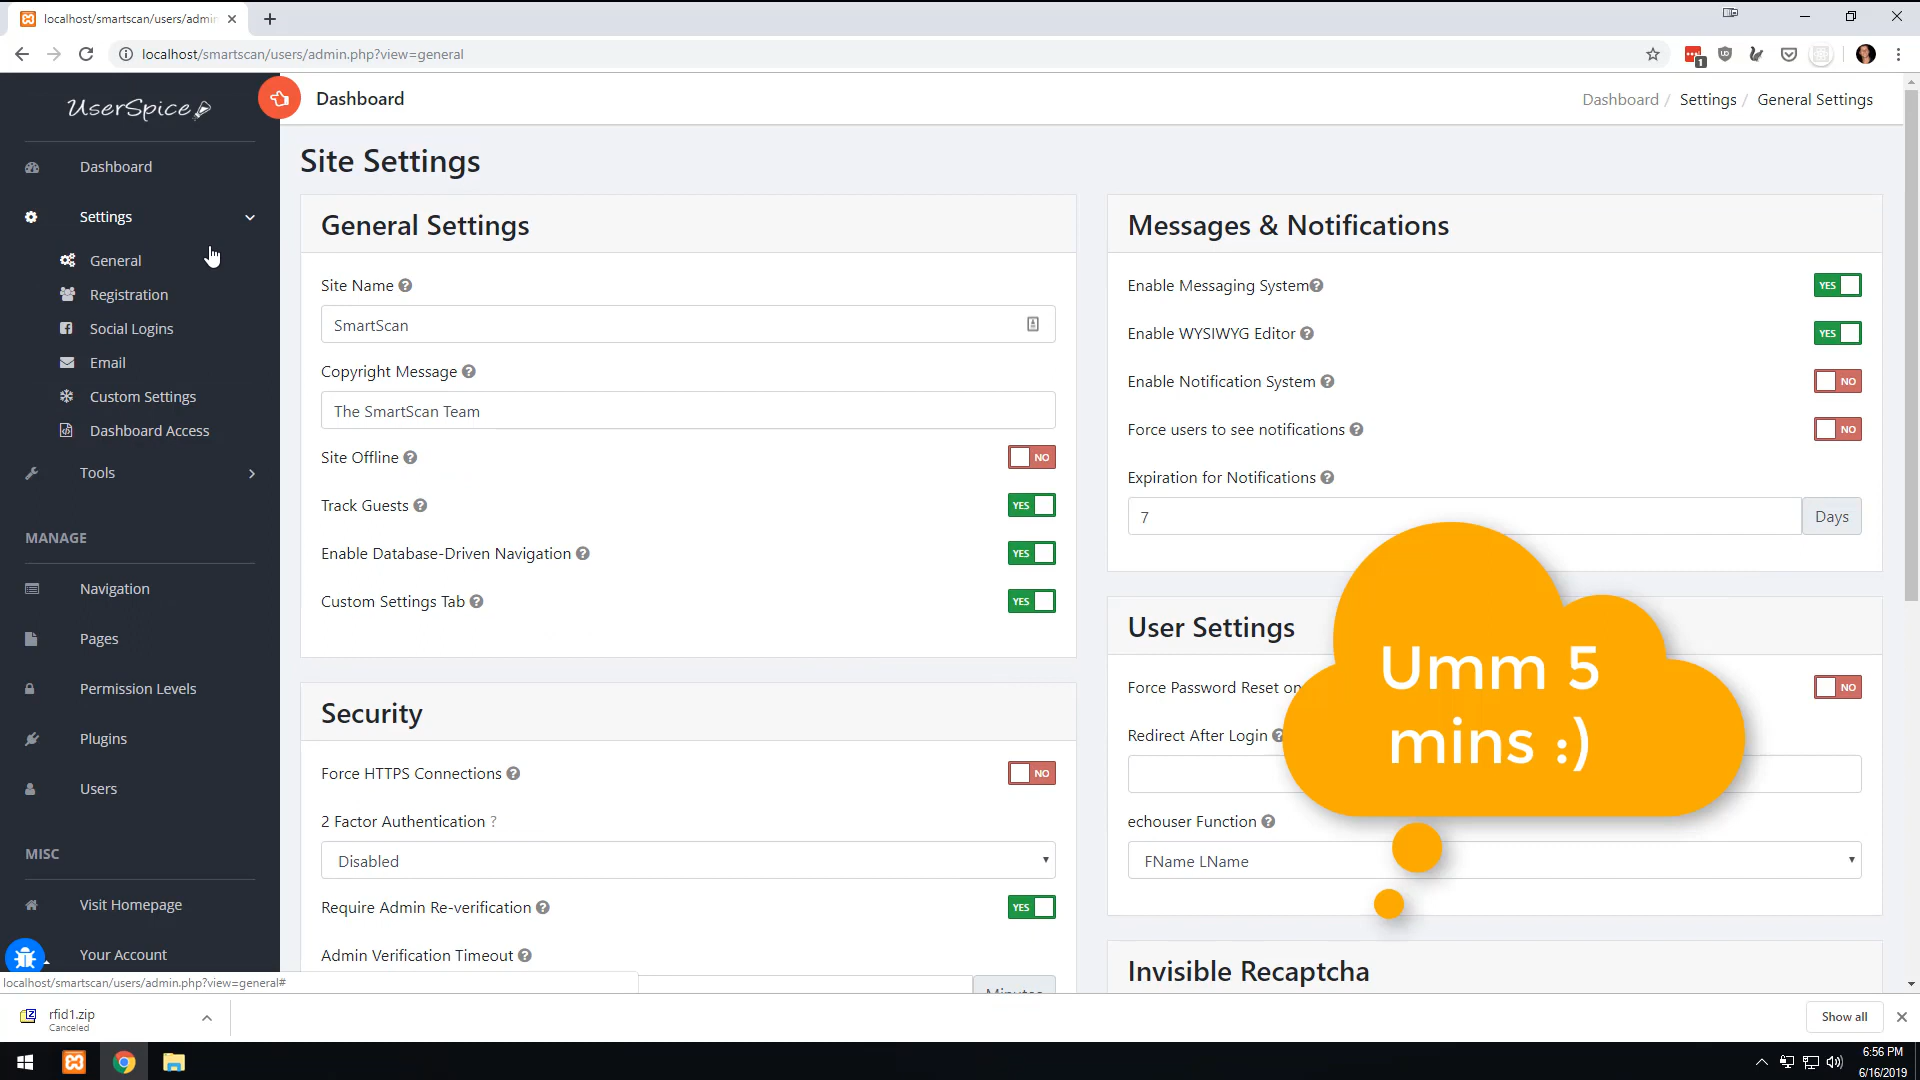 localhost/smartscan/users/admin
localhost/smartscan/users/admin.php?view=general
1
UserSpice
Dashboard
Dashboard / Settings / General Settings
Dashboard
Settings
General
Registration
Social Logins
Email
Custom Settings
Dashboard Access
Tools
MANAGE
Navigation
Pages
Permission Levels
Plugins
Users
MISC
Visit Homepage
Your Account
Site Settings
General Settings
Site Name ?
SmartScan
Copyright Message ?
The SmartScan Team
Site Offline ? NO
Track Guests ? YES
Enable Database-Driven Navigation ? YES
Custom Settings Tab ? YES
Security
Force HTTPS Connections ? NO
2 Factor Authentication ?
Disabled
Require Admin Re-verification ? YES
Admin Verification Timeout ?
Minutes
Messages & Notifications
Enable Messaging System ? YES
Enable WYSIWYG Editor ? YES
Enable Notification System ? NO
Force users to see notifications ? NO
Expiration for Notifications ?
7 Days
User Settings
Force Password Reset on NO
Redirect After Login ?
echouser Function ?
FName LName
Invisible Recaptcha
Umm 5
mins :)
localhost/smartscan/users/admin.php?view=general#
rfid1.zip
Canceled
Show all
6:56 PM
6/16/2019